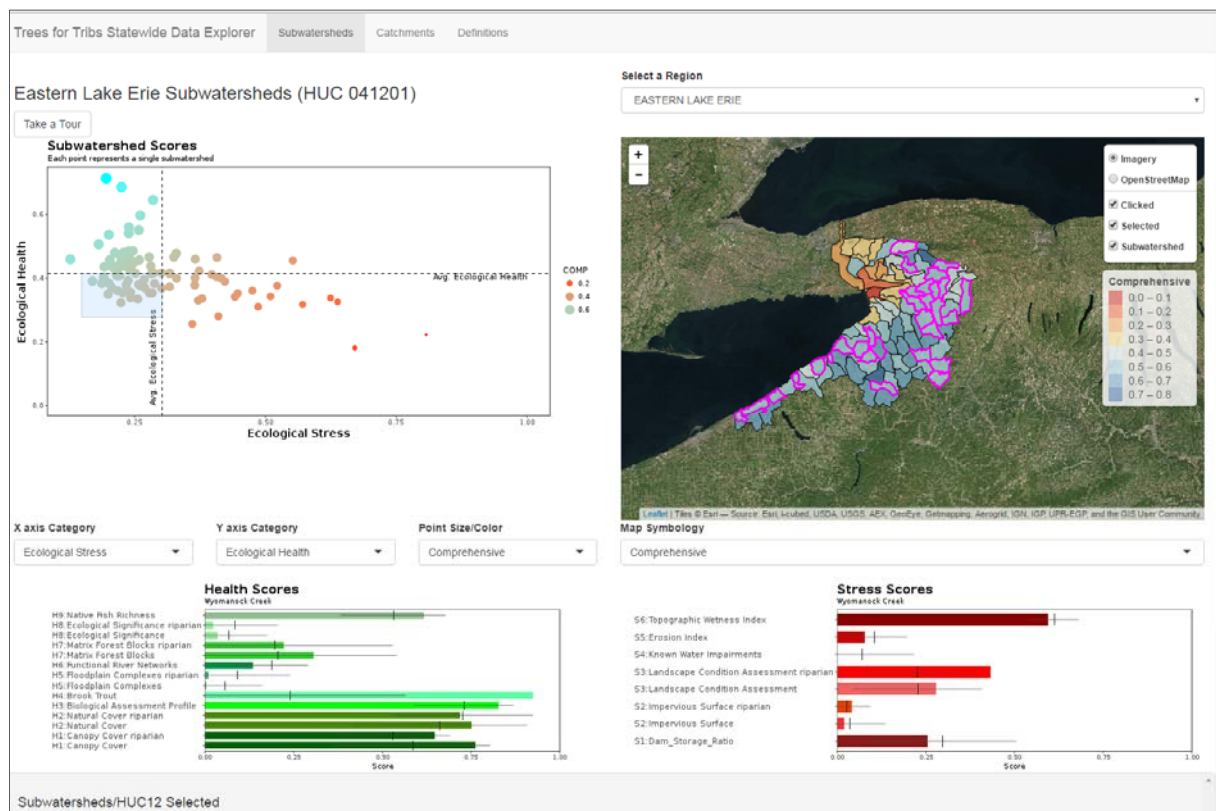 Trees for Tribs Statewide Data Explorer
Subwatersheds
Catchments
Definitions
Eastern Lake Erie Subwatersheds (HUC 041201)
Take a Tour
Select a Region
EASTERN LAKE ERIE
Subwatershed Scores
Each point represents a single subwatershed
Ecological Health
0.6
0.4
0.2
0.0
Avg. Ecological Health
Avg. Ecological Stress
0.25
0.50
0.75
1.00
Ecological Stress
COMP
0.2
0.4
0.6
+
−
Imagery
OpenStreetMap
Clicked
Selected
Subwatershed
Comprehensive
0.0 – 0.1
0.1 – 0.2
0.2 – 0.3
0.3 – 0.4
0.4 – 0.5
0.5 – 0.6
0.6 – 0.7
0.7 – 0.8
Leaflet | Tiles © Esri — Source: Esri, i-cubed, USDA, USGS, AEX, GeoEye, Getmapping, Aerogrid, IGN, IGP, UPR-EGP, and the GIS User Community
X axis Category
Ecological Stress
Y axis Category
Ecological Health
Point Size/Color
Comprehensive
Map Symbology
Comprehensive
Health Scores
Wyomanock Creek
H9:Native Fish Richness
H8:Ecological Significance riparian
H8:Ecological Significance
H7:Matrix Forest Blocks riparian
H7:Matrix Forest Blocks
H6:Functional River Networks
H5:Floodplain Complexes riparian
H5:Floodplain Complexes
H4:Brook Trout
H3:Biological Assessment Profile
H2:Natural Cover riparian
H2:Natural Cover
H1:Canopy Cover riparian
H1:Canopy Cover
0.00
0.25
0.50
0.75
1.00
Score
Stress Scores
Wyomanock Creek
S6:Topographic Wetness Index
S5:Erosion Index
S4:Known Water Impairments
S3:Landscape Condition Assessment riparian
S3:Landscape Condition Assessment
S2:Impervious Surface riparian
S2:Impervious Surface
S1:Dam_Storage_Ratio
0.00
0.25
0.50
0.75
1.00
Score
Subwatersheds/HUC12 Selected